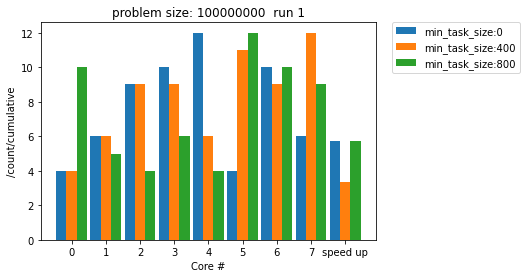 problem size: 100000000  run 1
min_task_size:0
min_task_size:400
min_task_size:800
/count/cumulative
12
10
8
6
4
2
0
0 1 2 3 4 5 6 7 speed up
Core #